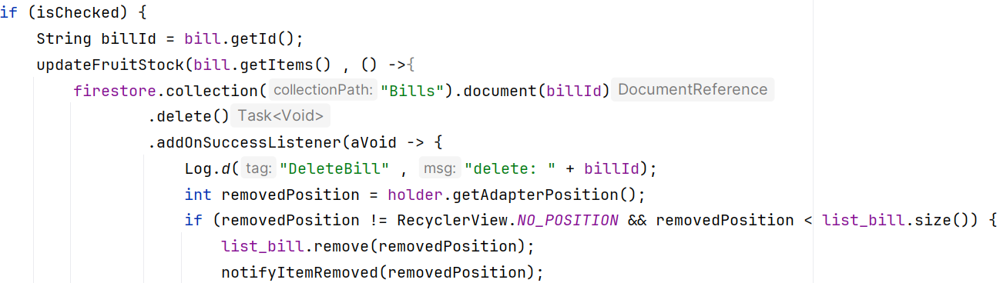 if (isChecked) {
String billId = bill.getId();
updateFruitStock(bill.getItems() , () ->{
firestore.collection( collectionPath: "Bills").document(billId) DocumentReference
.delete() Task<Void>
.addOnSuccessListener(aVoid -> {
Log.d( tag: "DeleteBill" , msg: "delete: " + billId);
int removedPosition = holder.getAdapterPosition();
if (removedPosition != RecyclerView.NO_POSITION && removedPosition < list_bill.size()) {
list_bill.remove(removedPosition);
notifyItemRemoved(removedPosition);